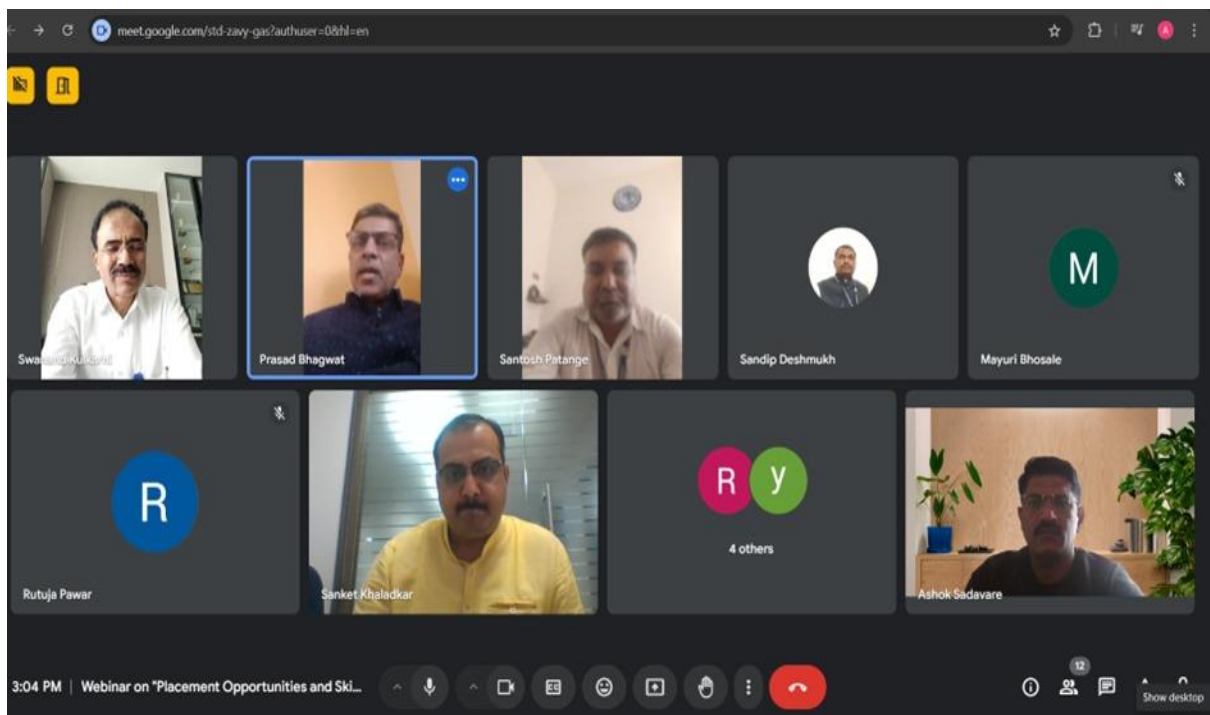 meet.google.com/std-zavy-gas?authuser=0&hl=en
A
Prasad Bhagwat
Santosh Patange
Sandip Deshmukh
M
Mayuri Bhosale
R
Rutuja Pawar
Sanket Khaladkar
R y
4 others
Ashok Sadavare
3:04 PM | Webinar on "Placement Opportunities and Ski...
CC
12
Show desktop